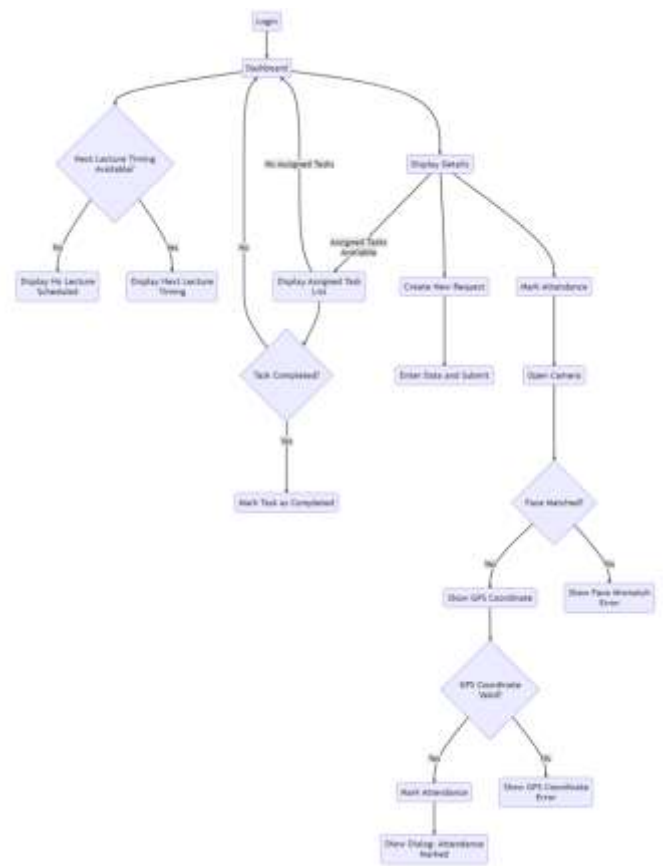 Login
Dashboard
Next Lecture Timing
Available?
No Assigned Tasks
Display Details
No
Yes
No
Assigned Tasks
Available
Display No Lecture
Scheduled
Display Next Lecture
Timing
Display Assigned Task
List
Create New Request
Mark Attendance
Task Completed?
Enter Data and Submit
Open Camera
Yes
Mark Task as Completed
Face Matched?
Yes
No
Show GPS Coordinate
Show Face Mismatch
Error
GPS Coordinate
Valid?
Yes
No
Mark Attendance
Show GPS Coordinate
Error
Show Dialog: Attendance
Marked